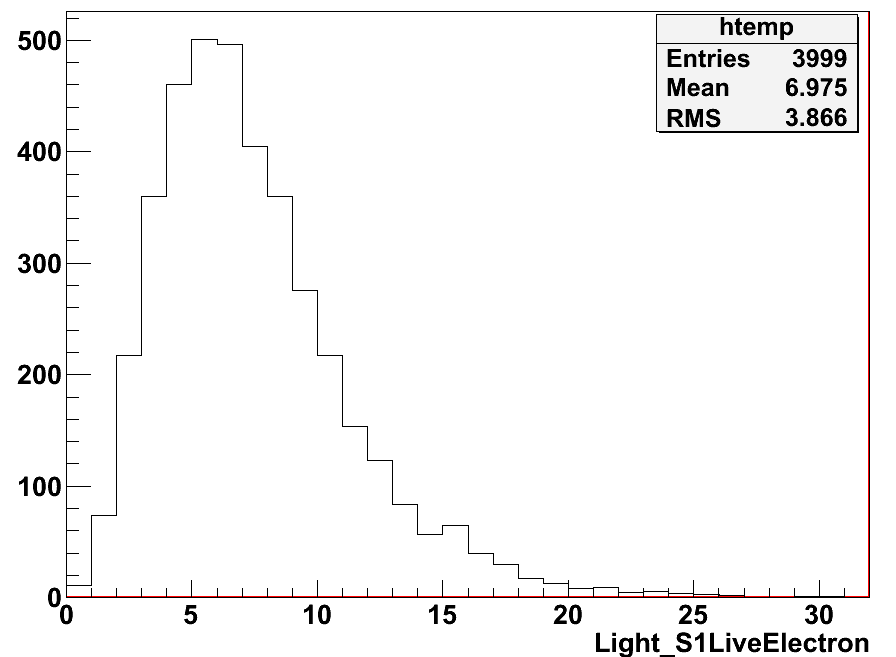 htemp
Entries 3999
Mean 6.975
RMS 3.866
500
400
300
200
100
0
0 5 10 15 20 25 30
Light_S1LiveElectron